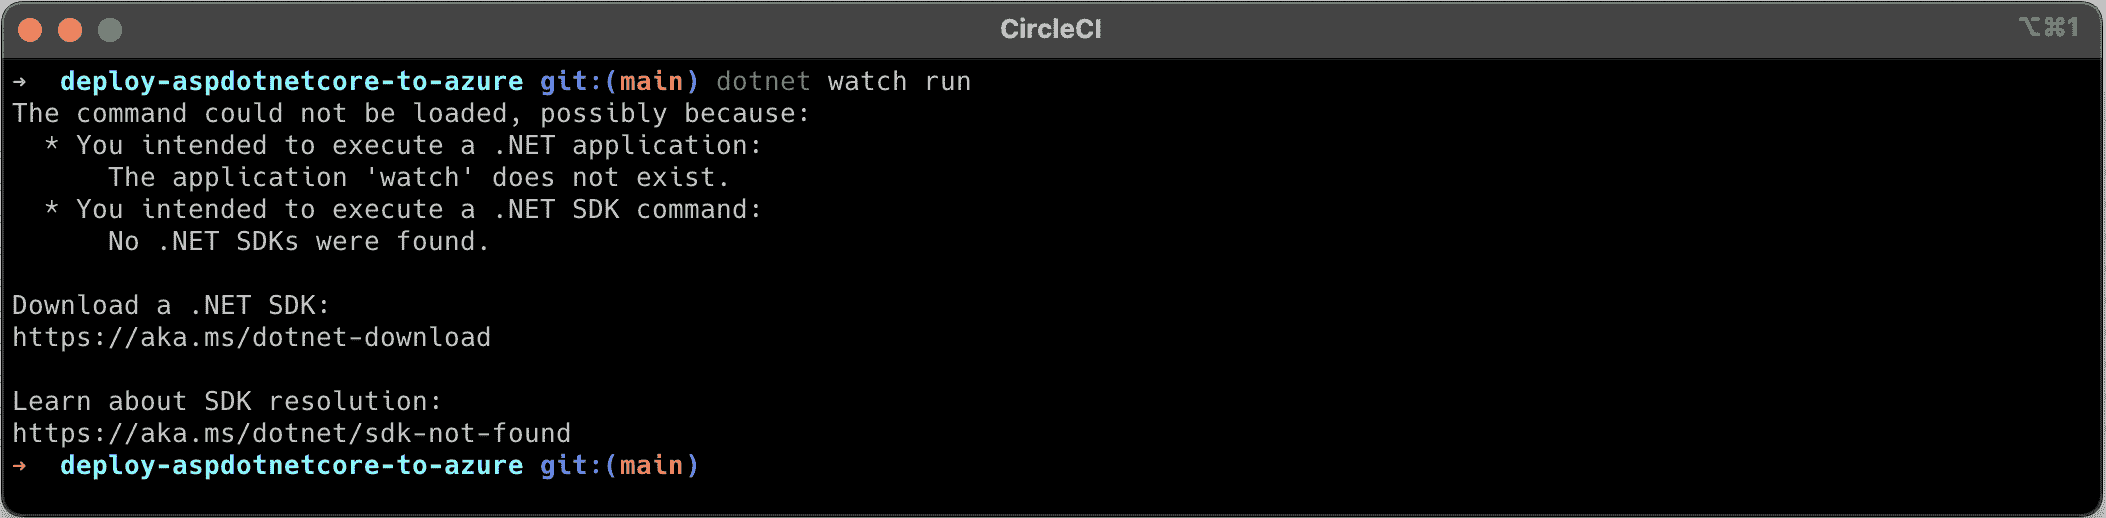 CircleCI
⌥⌘1
➜  deploy-aspdotnetcore-to-azure git:(main) dotnet watch run
The command could not be loaded, possibly because:
  * You intended to execute a .NET application:
      The application 'watch' does not exist.
  * You intended to execute a .NET SDK command:
      No .NET SDKs were found.

Download a .NET SDK:
https://aka.ms/dotnet-download

Learn about SDK resolution:
https://aka.ms/dotnet/sdk-not-found
➜  deploy-aspdotnetcore-to-azure git:(main)